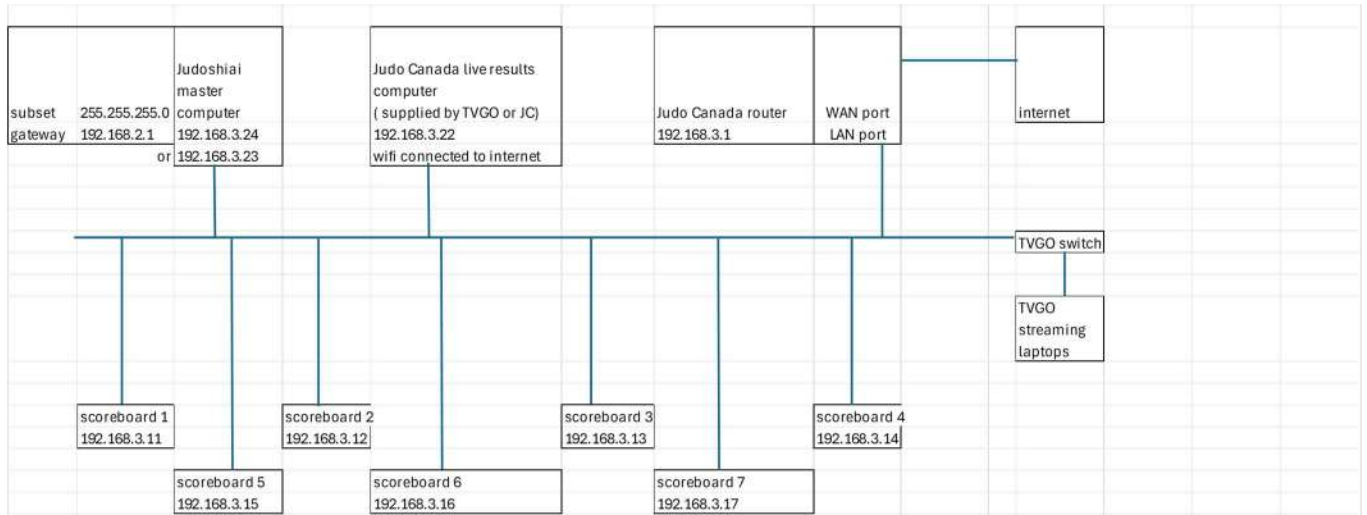 subset 255.255.255.0
gateway 192.168.2.1
or
Judoshiai
master
computer
192.168.3.24
192.168.3.23
Judo Canada live results
computer
( supplied by TVGO or JC)
192.168.3.22
wifi connected to internet
Judo Canada router
192.168.3.1
WAN port
LAN port
internet
TVGO switch
TVGO
streaming
laptops
scoreboard 1
192.168.3.11
scoreboard 2
192.168.3.12
scoreboard 3
192.168.3.13
scoreboard 4
192.168.3.14
scoreboard 5
192.168.3.15
scoreboard 6
192.168.3.16
scoreboard 7
192.168.3.17